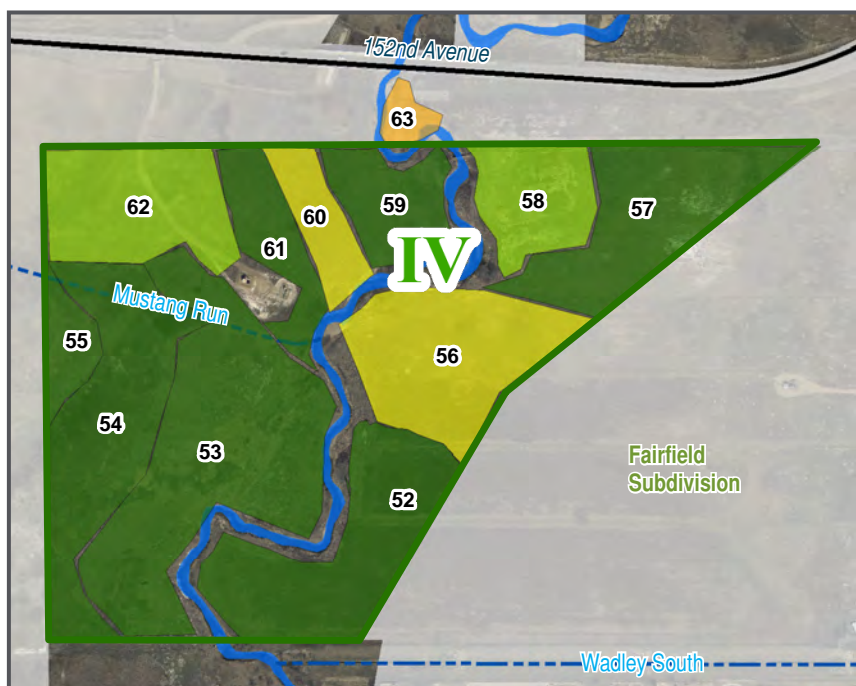 152nd Avenue
63
62
60
59
58
57
61
IV
Mustang Run
55
56
54
53
52
Fairfield
Subdivision
Wadley South